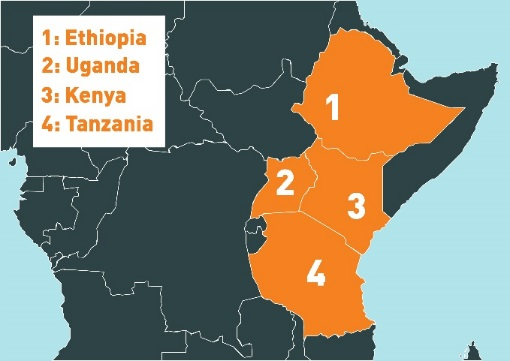 1: Ethiopia
2: Uganda
3: Kenya
4: Tanzania
1
2
3
4